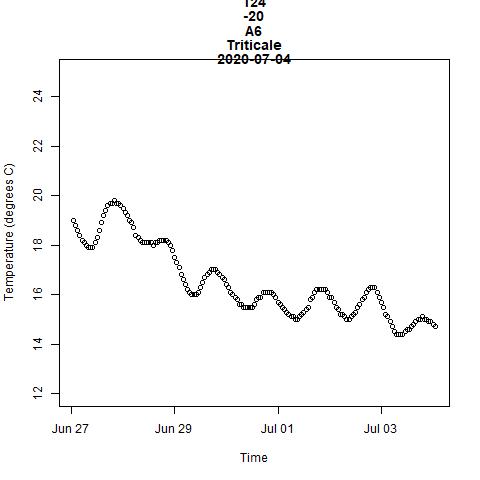 124
-20
A6
Triticale
2020-07-04
24
22
20
18
16
14
12
Temperature (degrees C)
Jun 27
Jun 29
Jul 01
Jul 03
Time